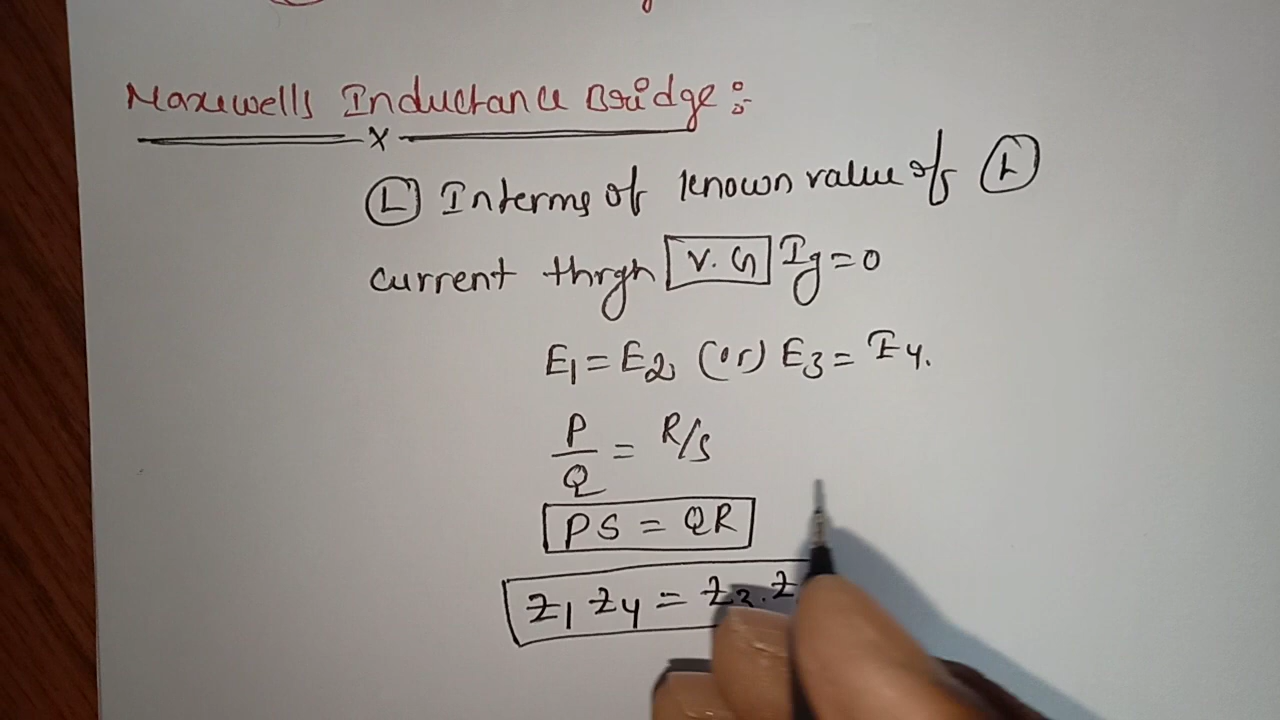 Maxwells Inductance Bridge :-
x
(L) Interms of known value of (L)
current thrgh V.G Ig = 0
E1 = E2 (or) E3 = E4.
P/Q = R/S
PS = QR
Z1 Z4 = Z2. Z